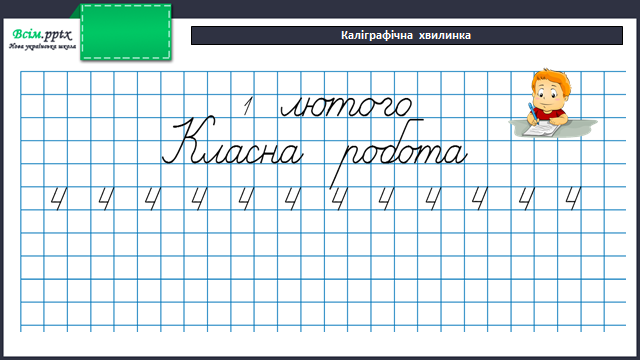 Всім.pptx
Нова українська школа
Каліграфічна хвилинка
1 лютого
Класна робота
4 4 4 4 4 4 4 4 4 4 4 4